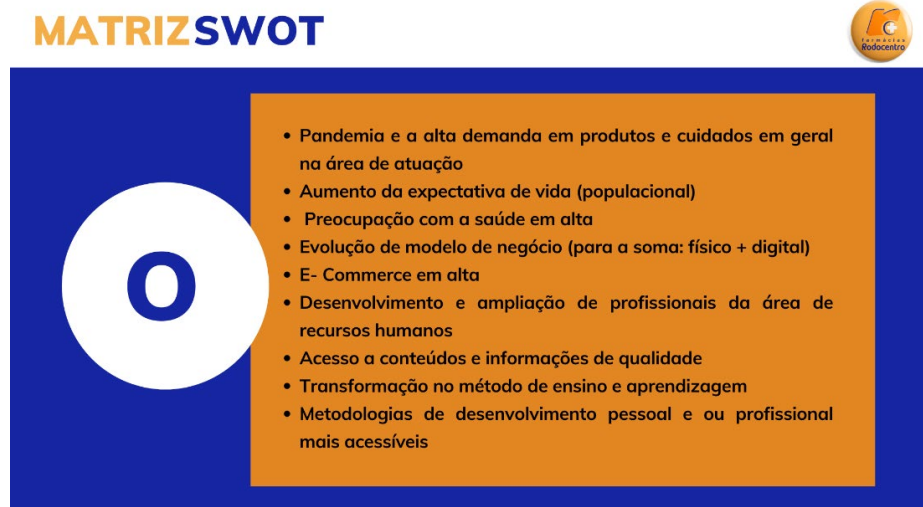 MATRIZSWOT
farmácias
Rodocentro
O
• Pandemia e a alta demanda em produtos e cuidados em geral
na área de atuação
• Aumento da expectativa de vida (populacional)
• Preocupação com a saúde em alta
• Evolução de modelo de negócio (para a soma: físico + digital)
• E- Commerce em alta
• Desenvolvimento e ampliação de profissionais da área de
recursos humanos
• Acesso a conteúdos e informações de qualidade
• Transformação no método de ensino e aprendizagem
• Metodologias de desenvolvimento pessoal e ou profissional
mais acessíveis